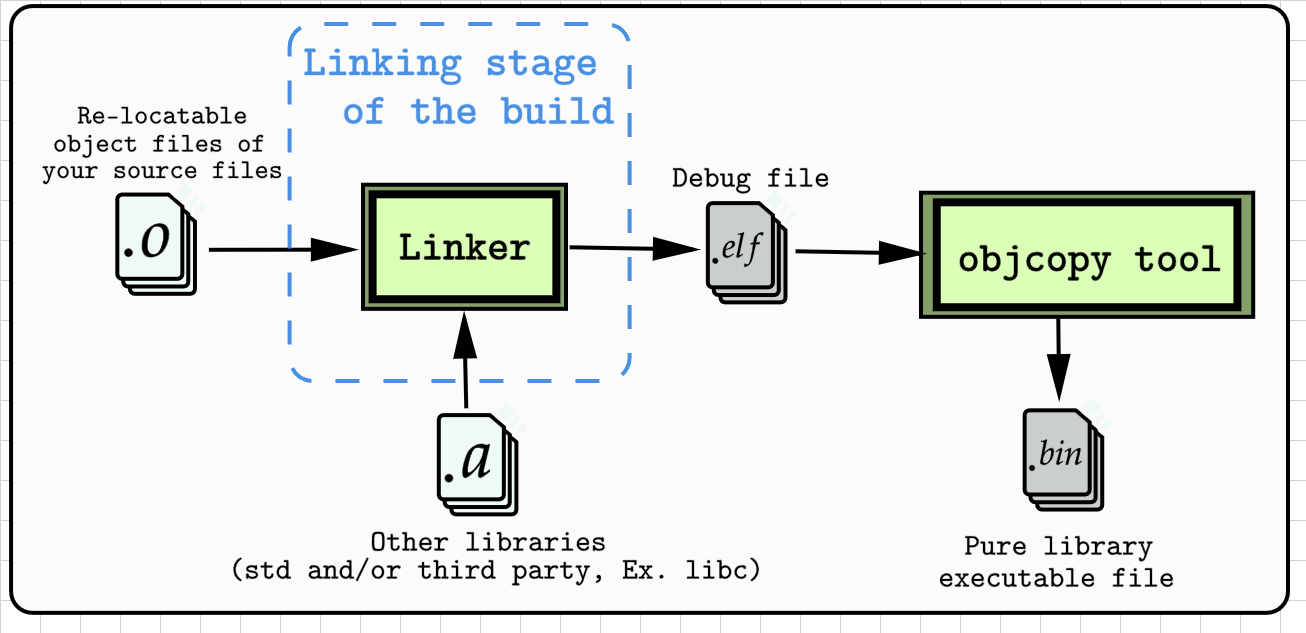 Linking stage
of the build
Re-locatable
object files of
your source files
.o
Linker
Debug file
.elf
objcopy tool
.a
Other libraries
(std and/or third party, Ex. libc)
.bin
Pure library
executable file